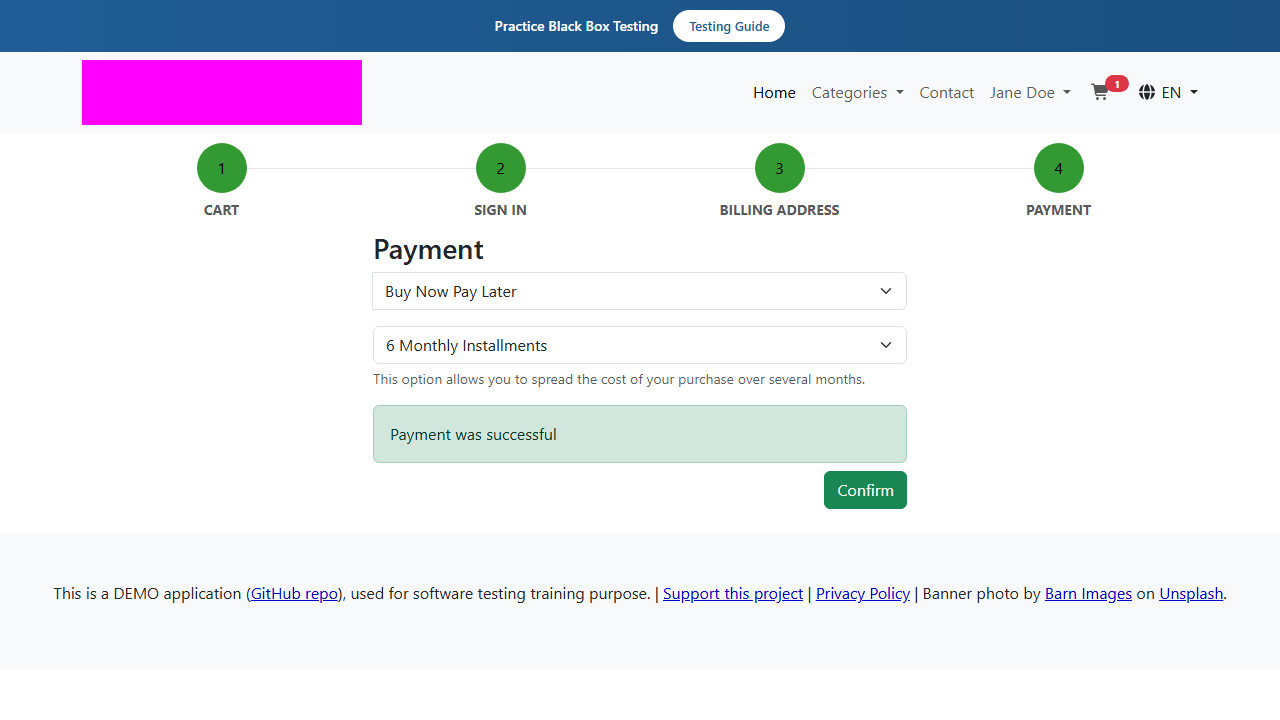 Practice Black Box Testing Testing Guide
Home Categories Contact Jane Doe 1 EN
1 2 3 4
CART SIGN IN BILLING ADDRESS PAYMENT
Payment
Buy Now Pay Later
6 Monthly Installments
This option allows you to spread the cost of your purchase over several months.
Payment was successful
Confirm
This is a DEMO application (GitHub repo), used for software testing training purpose. | Support this project | Privacy Policy | Banner photo by Barn Images on Unsplash.